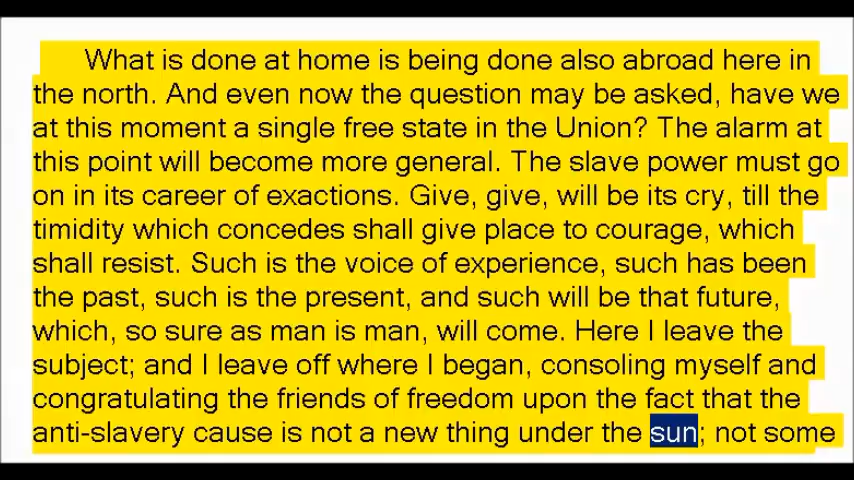 What is done at home is being done also abroad here in
the north. And even now the question may be asked, have we
at this moment a single free state in the Union? The alarm at
this point will become more general. The slave power must go
on in its career of exactions. Give, give, will be its cry, till the
timidity which concedes shall give place to courage, which
shall resist. Such is the voice of experience, such has been
the past, such is the present, and such will be that future,
which, so sure as man is man, will come. Here I leave the
subject; and I leave off where I began, consoling myself and
congratulating the friends of freedom upon the fact that the
anti-slavery cause is not a new thing under the sun; not some